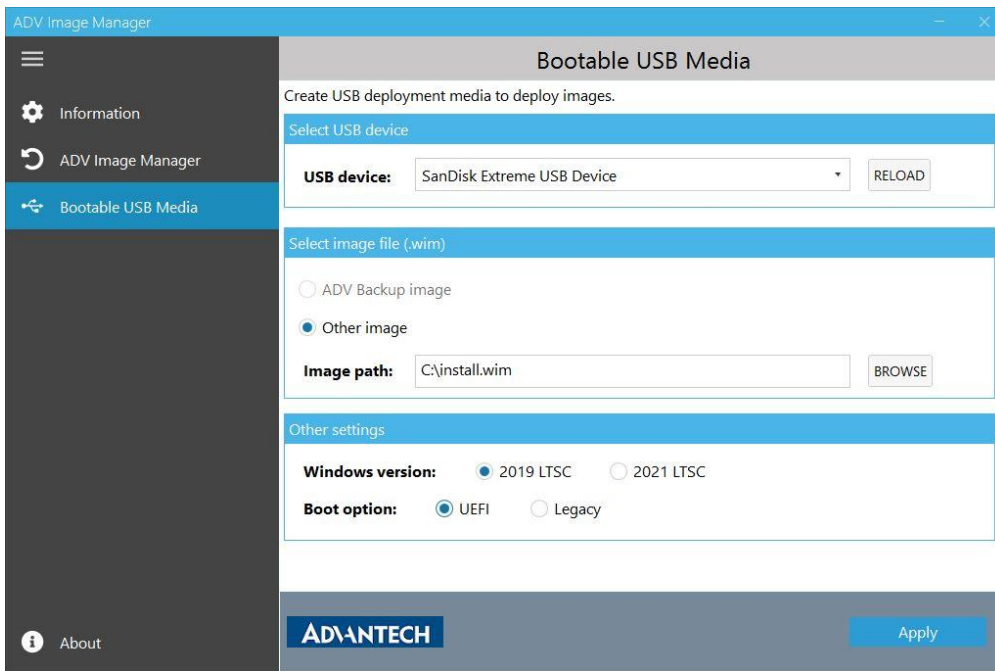 ADV Image Manager
Bootable USB Media
Create USB deployment media to deploy images.
Information
ADV Image Manager
Bootable USB Media
About
Select USB device
USB device: SanDisk Extreme USB Device RELOAD
Select image file (.wim)
ADV Backup image
Other image
Image path: C:\install.wim BROWSE
Other settings
Windows version: 2019 LTSC 2021 LTSC
Boot option: UEFI Legacy
ADVANTECH Apply